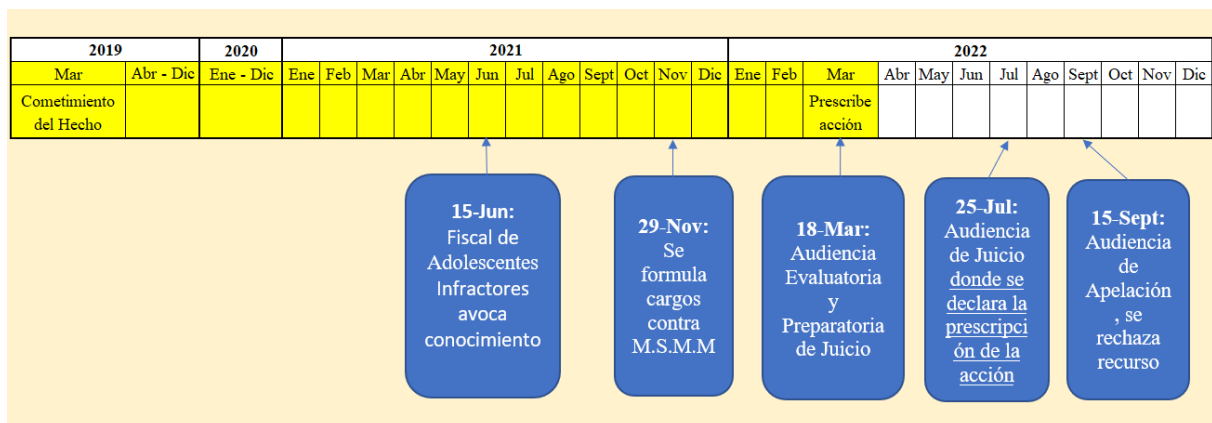 2019 2020 2021 2022
Mar Abr - Dic Ene - Dic Ene Feb Mar Abr May Jun Jul Ago Sept Oct Nov Dic Ene Feb Mar Abr May Jun Jul Ago Sept Oct Nov Dic
Cometimiento
del Hecho
Prescribe
acción
15-Jun:
Fiscal de
Adolescentes
Infractores
avoca
conocimiento
29-Nov:
Se
formula
cargos
contra
M.S.M.M
18-Mar:
Audiencia
Evaluatoria
y
Preparatoria
de Juicio
25-Jul:
Audiencia
de Juicio
donde se
declara la
prescripci
ón de la
acción
15-Sept:
Audiencia
de
Apelación
, se
rechaza
recurso